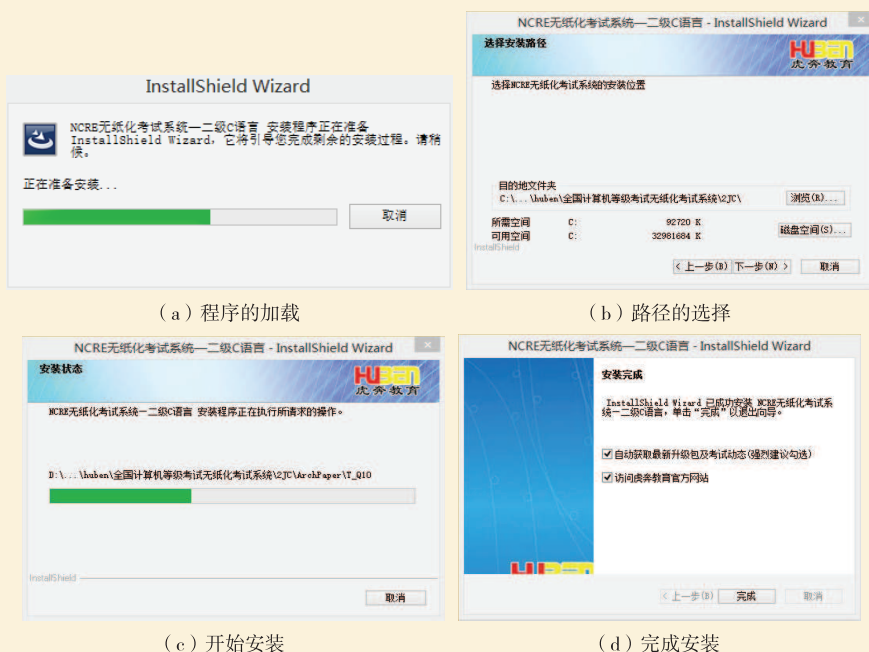 InstallShield Wizard
NCRE无纸化考试系统—二级C语言 安装程序正在准备
InstallShield Wizard，它将引导您完成剩余的安装过程。请稍
候。
正在准备安装...
取消
（a）程序的加载
NCRE无纸化考试系统—二级C语言 - InstallShield Wizard
选择安装路径
HUBEN
虎奔教育
选择NCRE无纸化考试系统的安装位置
目的地文件夹
C:\...\huben\全国计算机等级考试无纸化考试系统\2JC\
浏览(R)...
所需空间 C: 92720 K
可用空间 C: 32981684 K
磁盘空间(S)...
InstallShield
< 上一步(B) 下一步(N) > 取消
（b）路径的选择
NCRE无纸化考试系统—二级C语言 - InstallShield Wizard
安装状态
HUBEN
虎奔教育
NCRE无纸化考试系统—二级C语言 安装程序正在执行所请求的操作。
D:\...\huben\全国计算机等级考试无纸化考试系统\2JC\ArchPaper\T_Q10
InstallShield
取消
（c）开始安装
NCRE无纸化考试系统—二级C语言 - InstallShield Wizard
安装完成
InstallShield Wizard 已成功安装 NCRE无纸化考试系
统—二级C语言，单击“完成”以退出向导。
自动获取最新升级包及考试动态(强烈建议勾选)
访问虎奔教育官方网站
HUBEN
< 上一步(B) 完成 取消
（d）完成安装